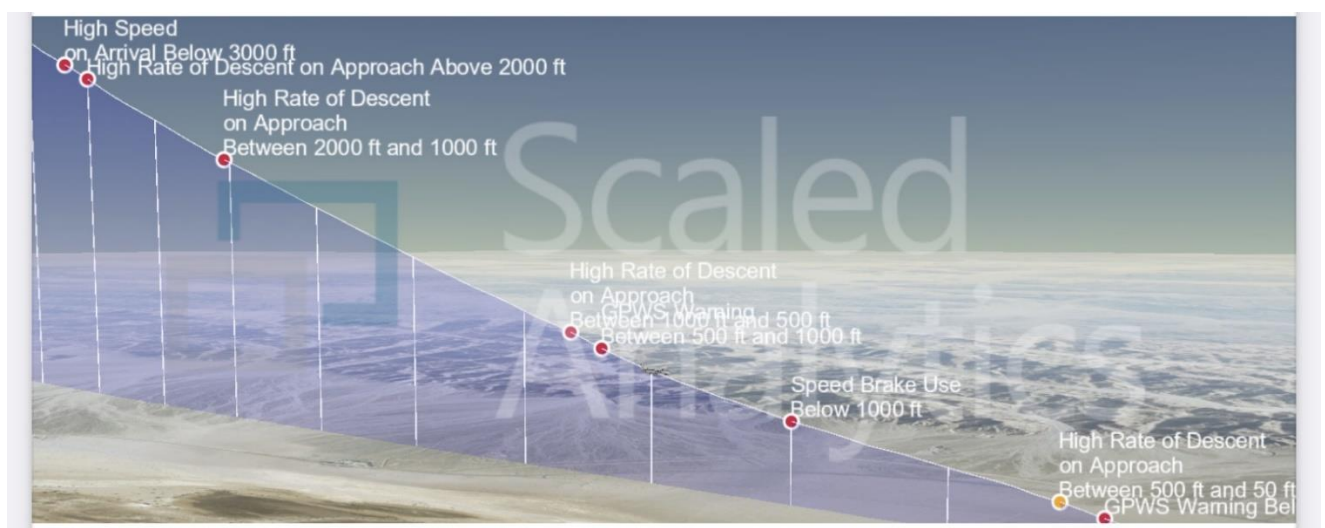 High Speed
on Arrival Below 3000 ft
High Rate of Descent on Approach Above 2000 ft
High Rate of Descent
on Approach
Between 2000 ft and 1000 ft
Scaled
Analytics
High Rate of Descent
on Approach
Between 1000 ft and 500 ft
GPWS Warning
Between 500 ft and 1000 ft
Speed Brake Use
Below 1000 ft
High Rate of Descent
on Approach
Between 500 ft and 50 ft
GPWS Warning Bel